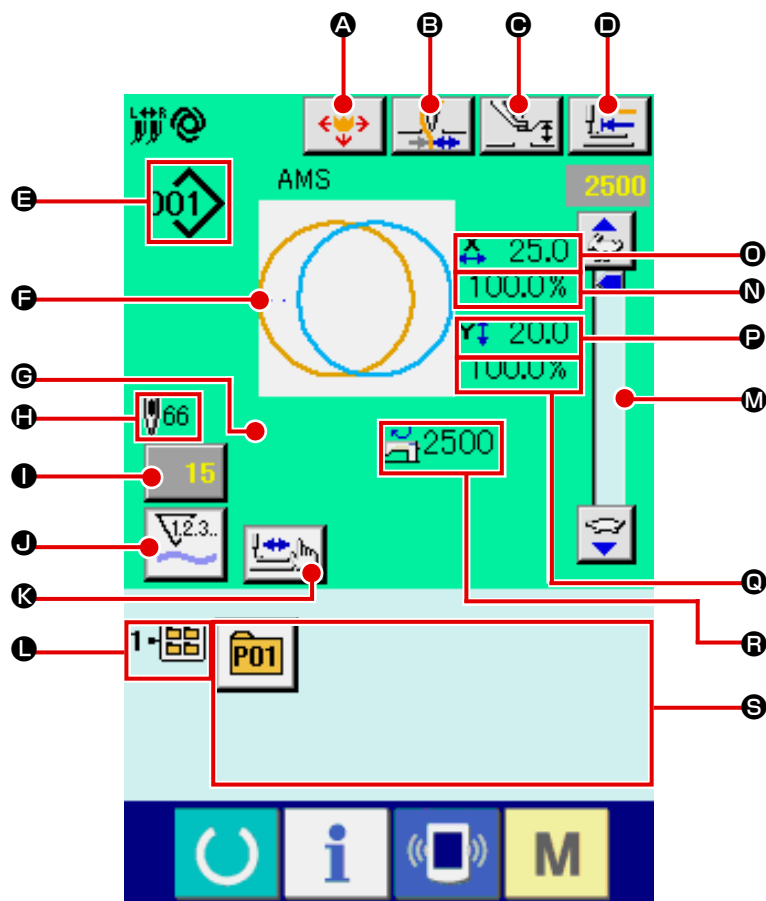 A B C D
L R
AMS
2500
E 001
X 25.0 O
100.0% N
F
Y 20.0 P
100.0%
G
M
H 66
2500
I 15
J 1,2,3..
K
Q
R
L 1 P01
S
i M